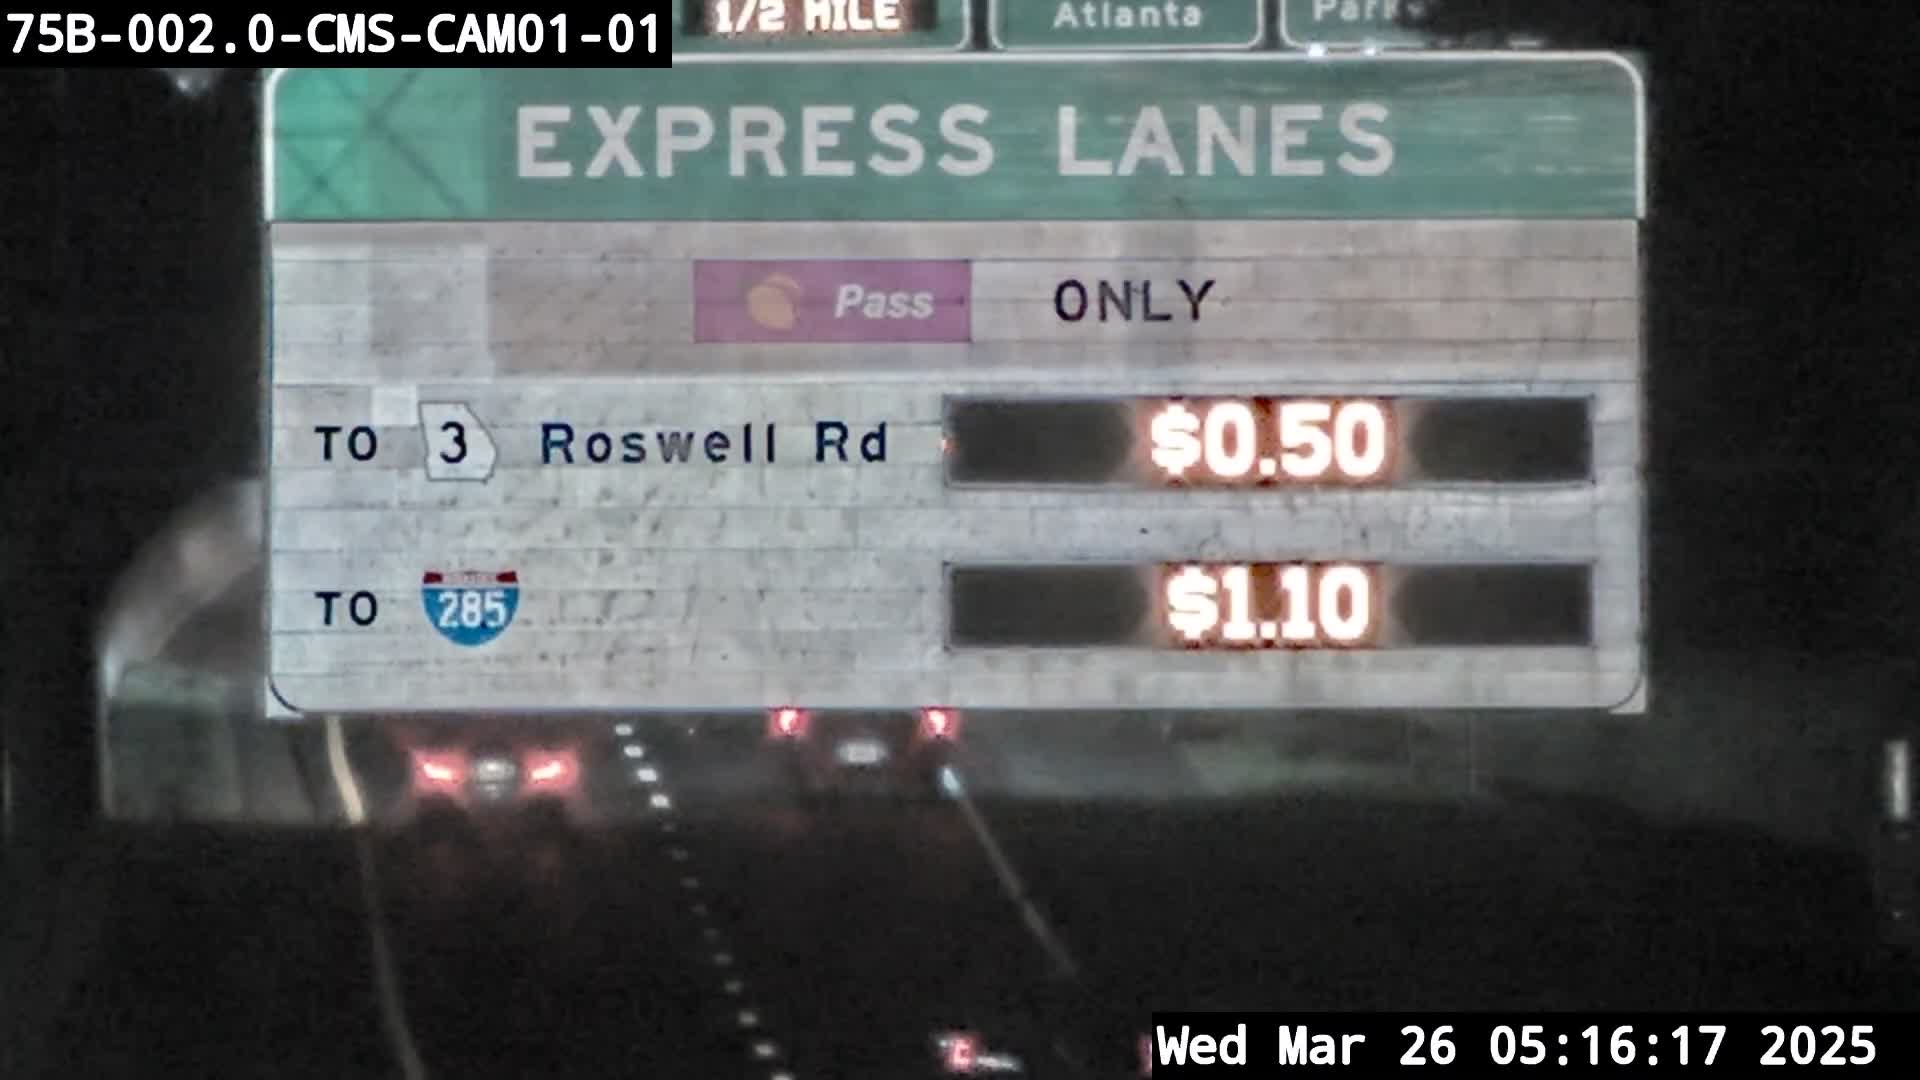 75B-002.0-CMS-CAM01-01
1/2 MILE
Atlanta
EXPRESS LANES
Pass ONLY
TO 3 Roswell Rd $0.50
TO 285 $1.10
Wed Mar 26 05:16:17 2025